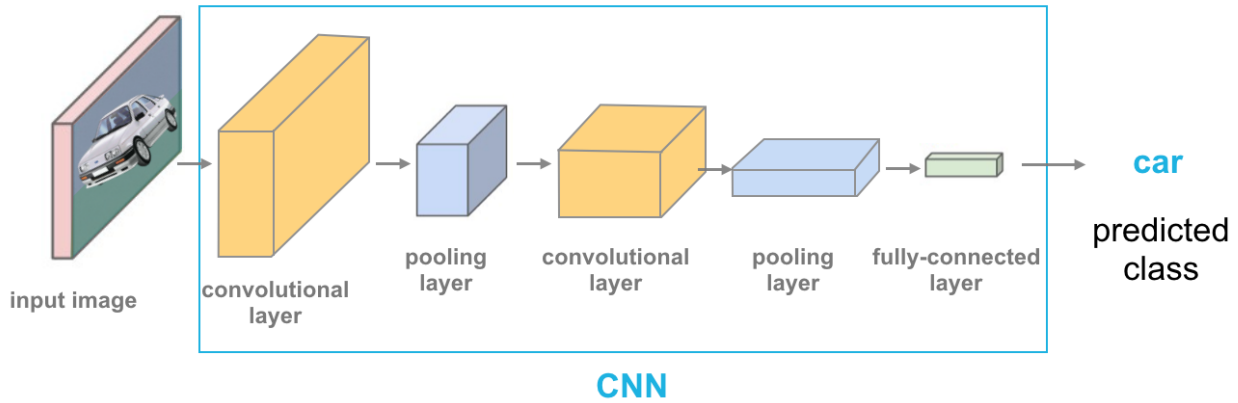 input image
convolutional
layer
pooling
layer
convolutional
layer
pooling
layer
fully-connected
layer
car
predicted
class
CNN